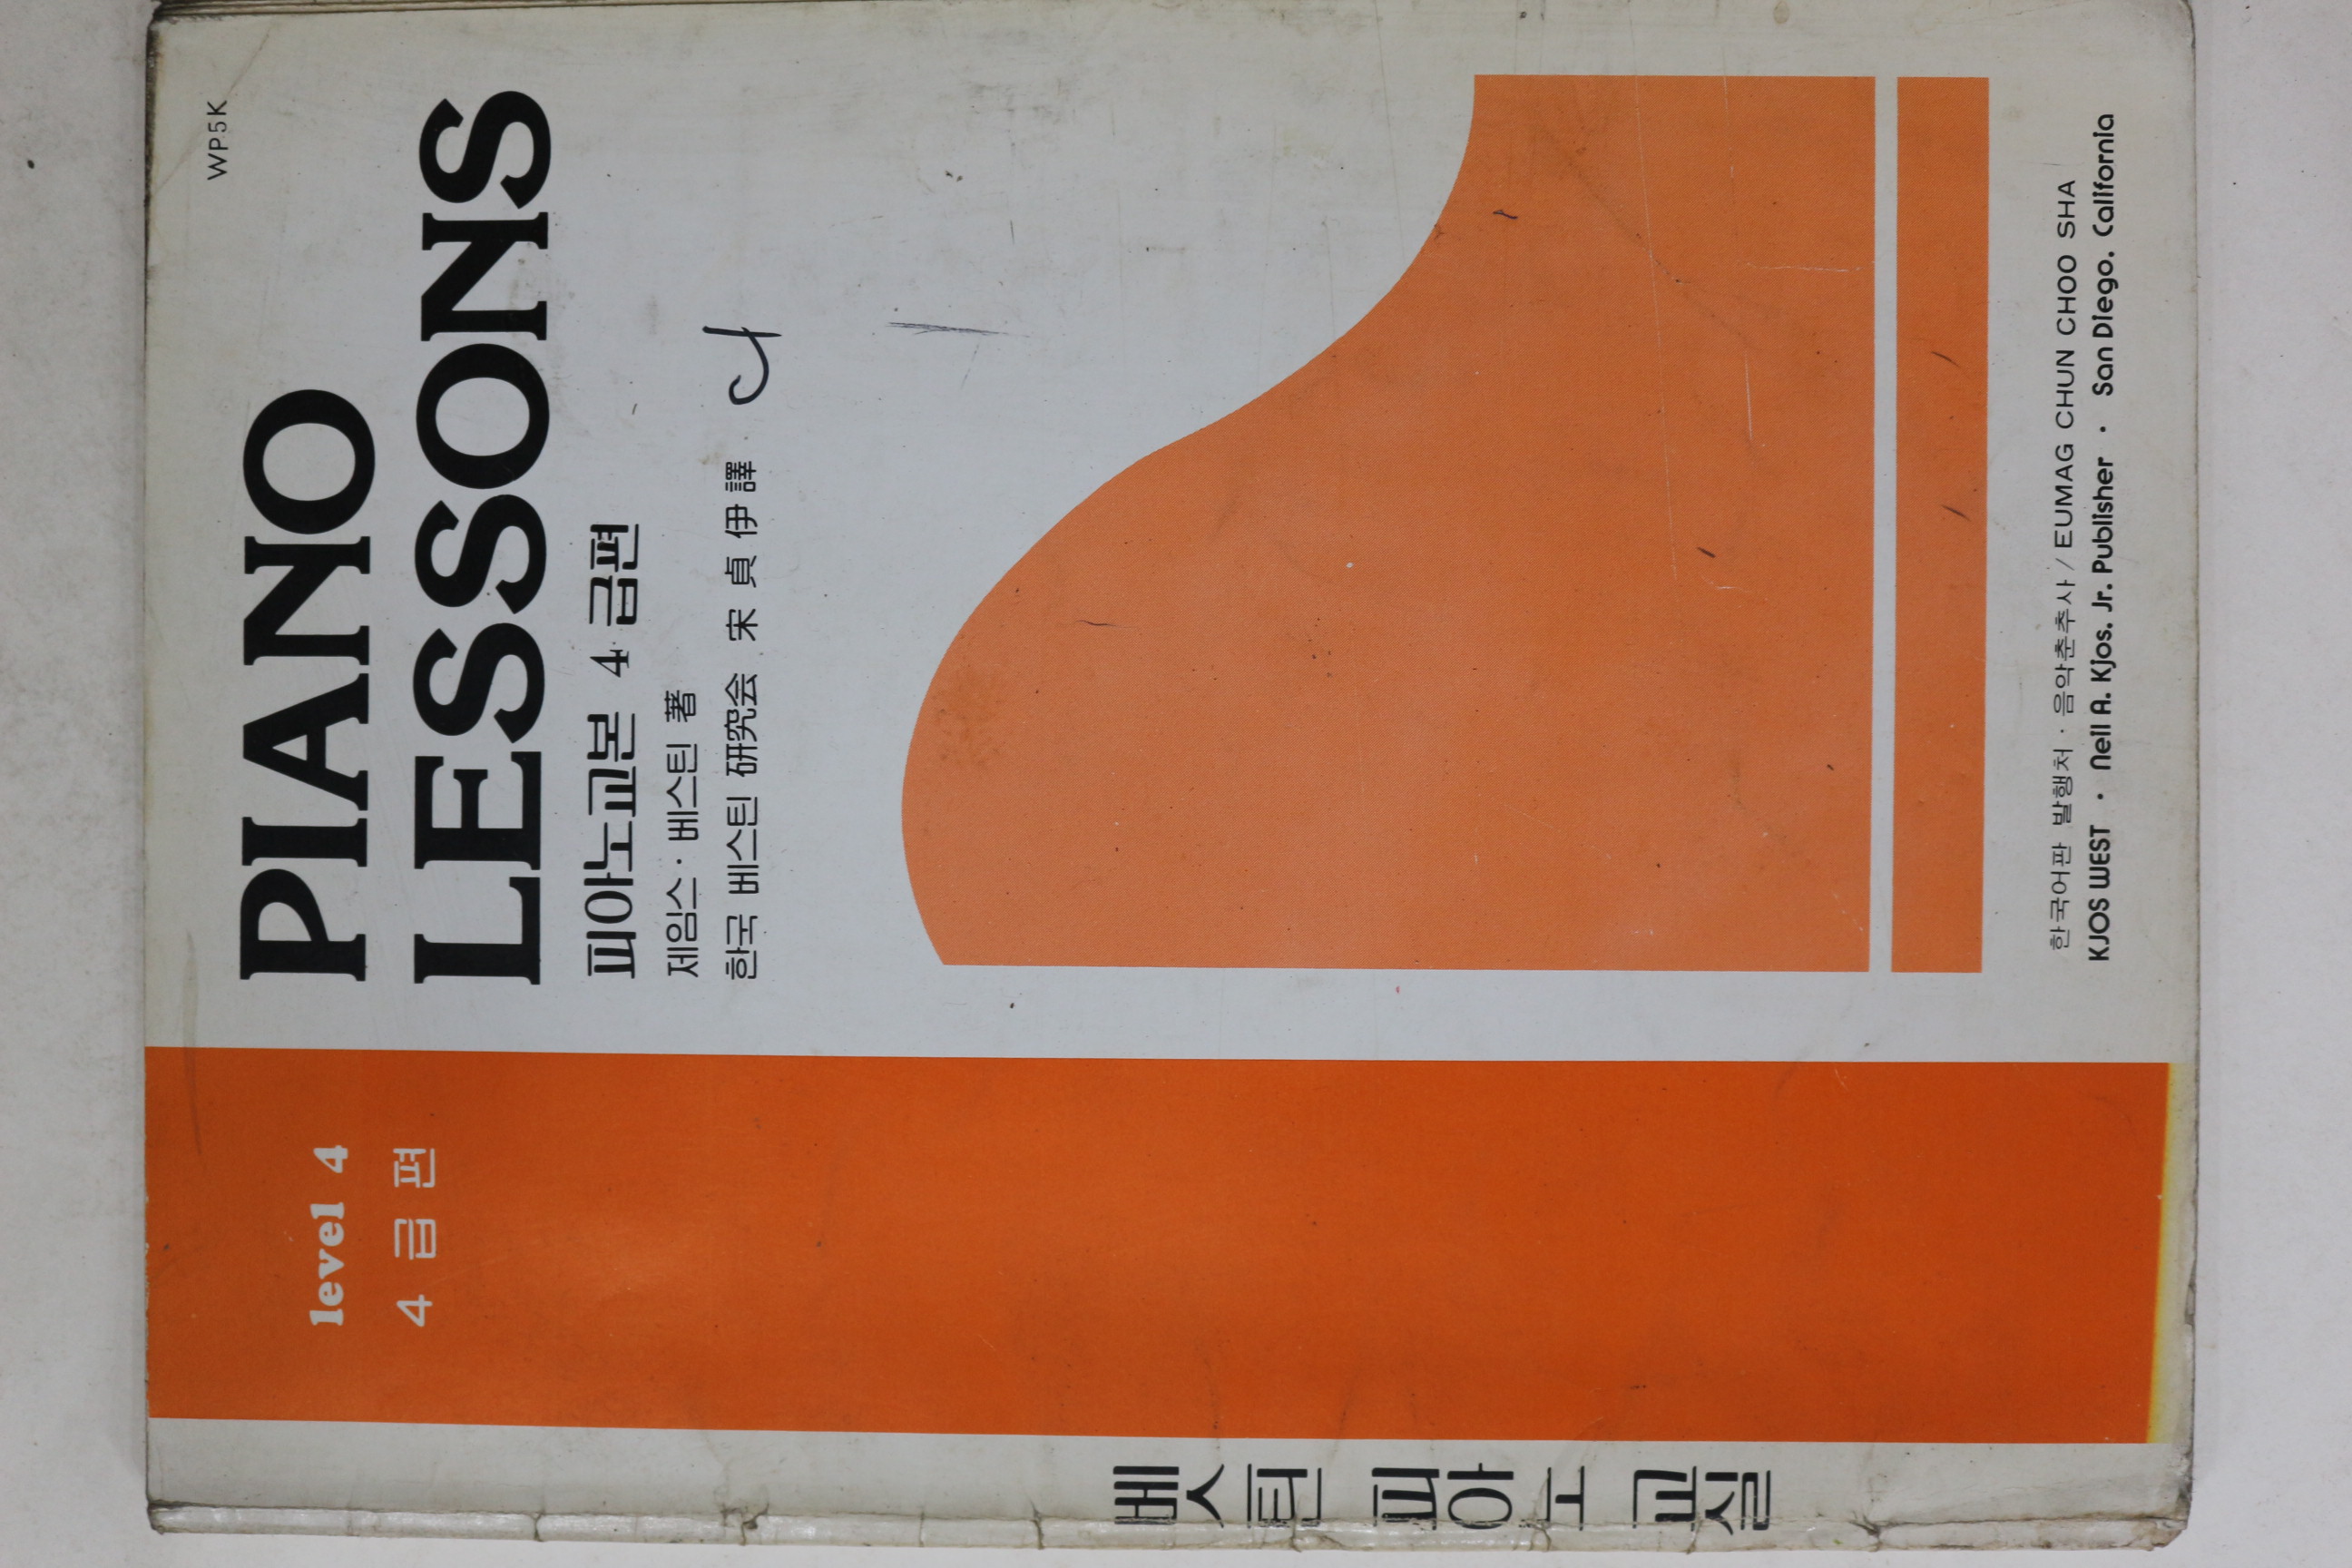 WP5K
PIANO
LESSONS
피아노교본 4 급편
제임스·베스틴 著
한국 베스틴 研究会 宋 貞 伊 譯
나
level 4
4 급 편
베스틴 피아노 교실
한국어판 발행처 · 음악춘추사 / EUMAG CHUN CHOO SHA
KJOS WEST · Neil A. Kjos. Jr. Publisher · San Diego. California